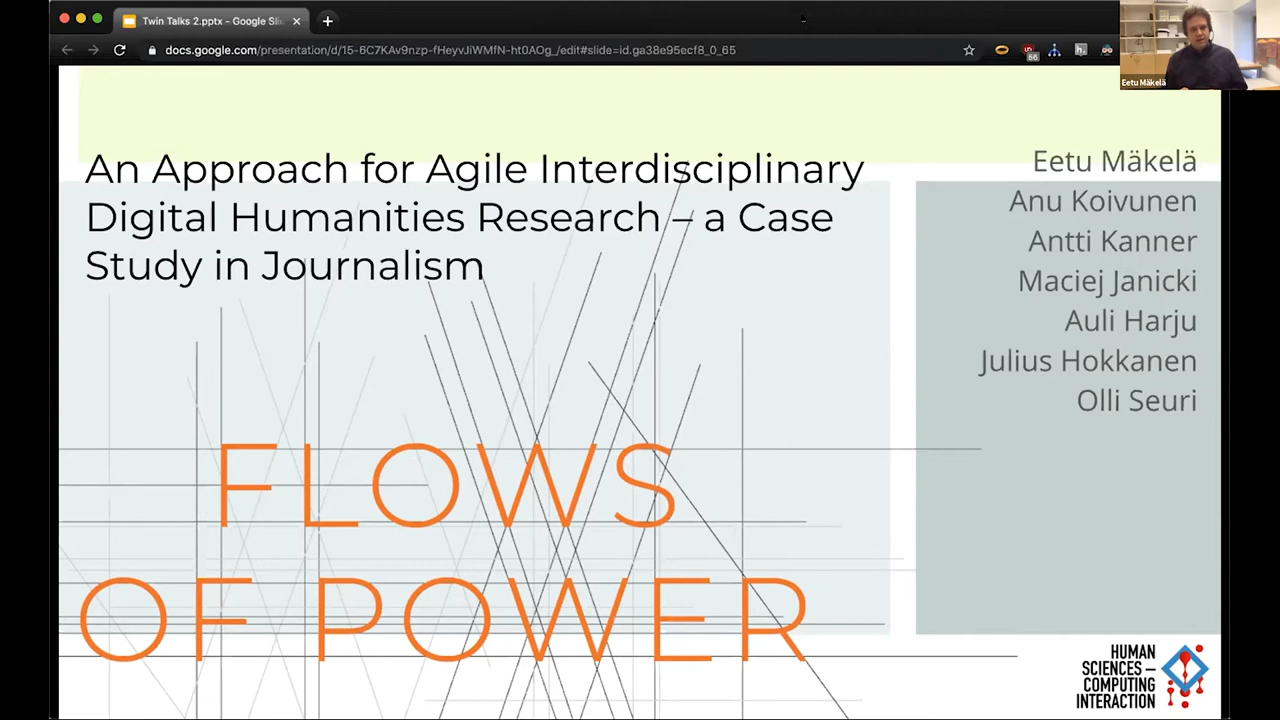 Twin Talks 2.pptx - Google Sli
docs.google.com/presentation/d/15-6C7KAv9nzp-fHeyvJiWMfN-ht0AOg_/edit#slide=id.ga38e95ecf8_0_65
66
Eetu Mäkelä
An Approach for Agile Interdisciplinary
Digital Humanities Research – a Case
Study in Journalism
Eetu Mäkelä
Anu Koivunen
Antti Kanner
Maciej Janicki
Auli Harju
Julius Hokkanen
Olli Seuri
FLOWS
OF POWER
HUMAN
SCIENCES —
COMPUTING
INTERACTION